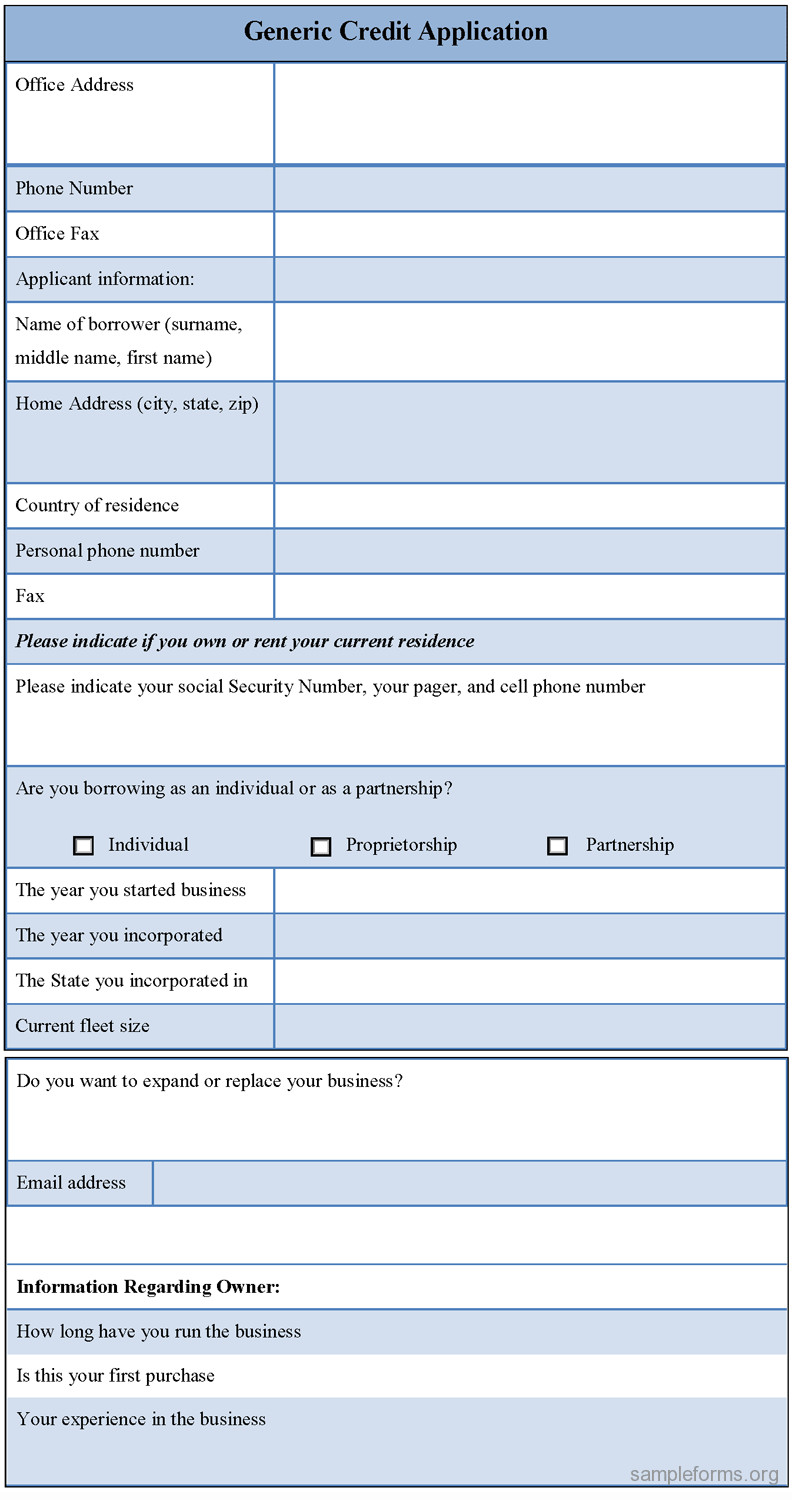 Generic Credit Application
Office Address
Phone Number
Office Fax
Applicant information:
Name of borrower (surname,
middle name, first name)
Home Address (city, state, zip)
Country of residence
Personal phone number
Fax
Please indicate if you own or rent your current residence
Please indicate your social Security Number, your pager, and cell phone number
Are you borrowing as an individual or as a partnership?
Individual Proprietorship Partnership
The year you started business
The year you incorporated
The State you incorporated in
Current fleet size
Do you want to expand or replace your business?
Email address
Information Regarding Owner:
How long have you run the business
Is this your first purchase
Your experience in the business
sampleforms.org